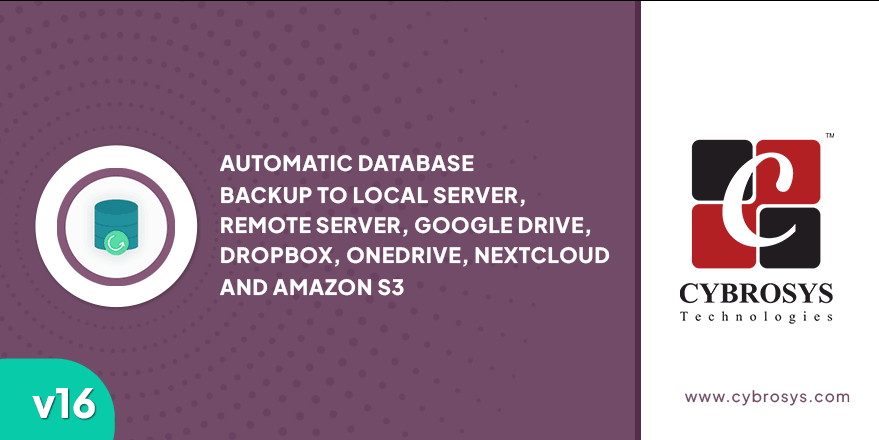 AUTOMATIC DATABASE
BACKUP TO LOCAL SERVER,
REMOTE SERVER, GOOGLE DRIVE,
DROPBOX, ONEDRIVE, NEXTCLOUD
AND AMAZON S3
v16
TM
C
CYBROSYS
Technologies
www.cybrosys.com